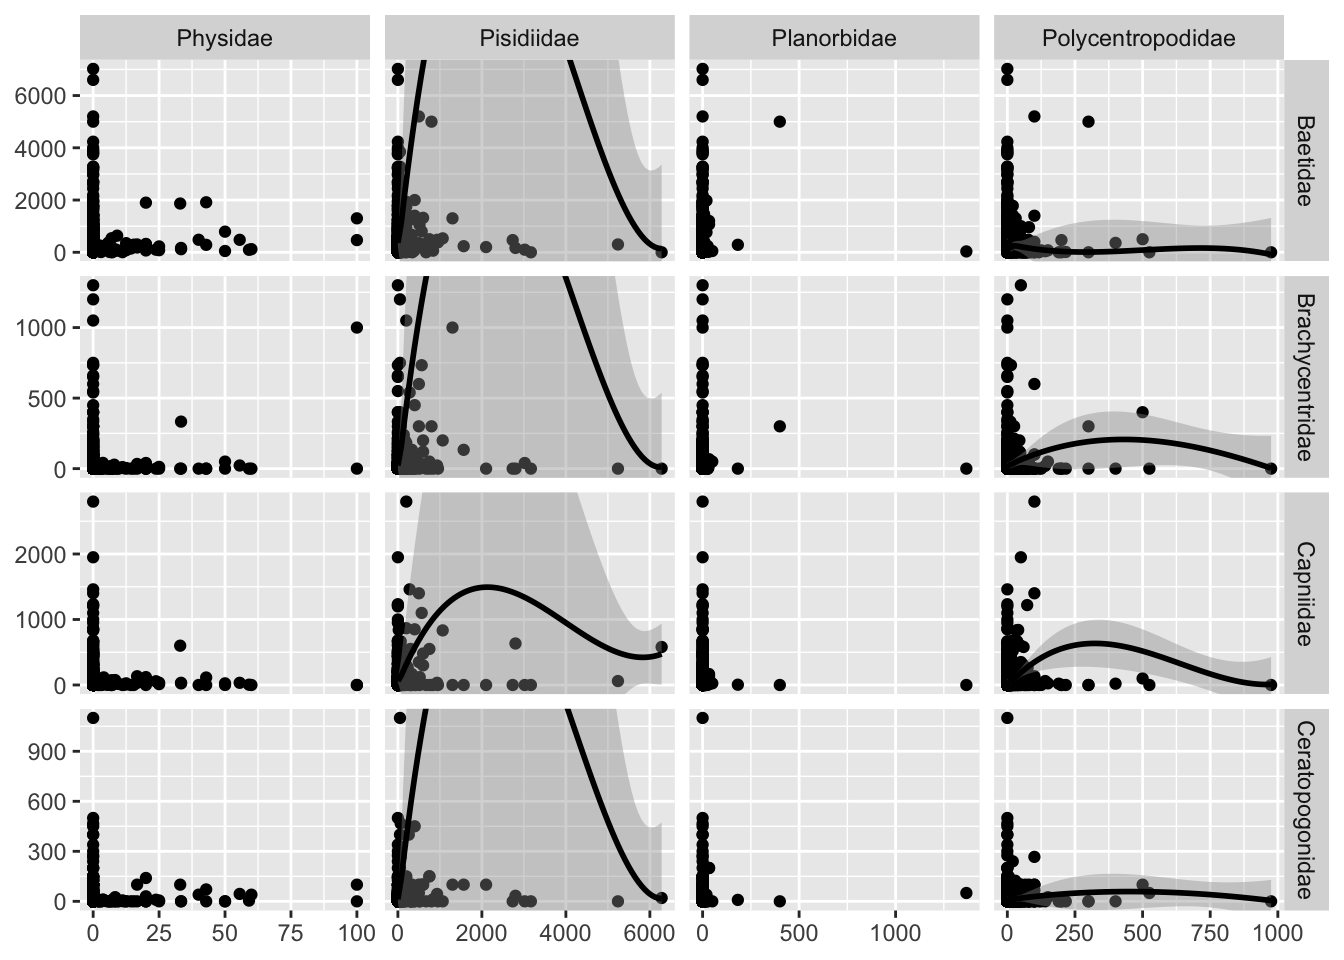 Physidae Pisidiidae Planorbidae Polycentropodidae
6000
4000
2000
0
Baetidae
1000
500
0
Brachycentridae
2000
1000
0
Capniidae
900
600
300
0
Ceratopogonidae
0 25 50 75 100 0 2000 4000 6000 0 500 1000 0 250 500 750 1000